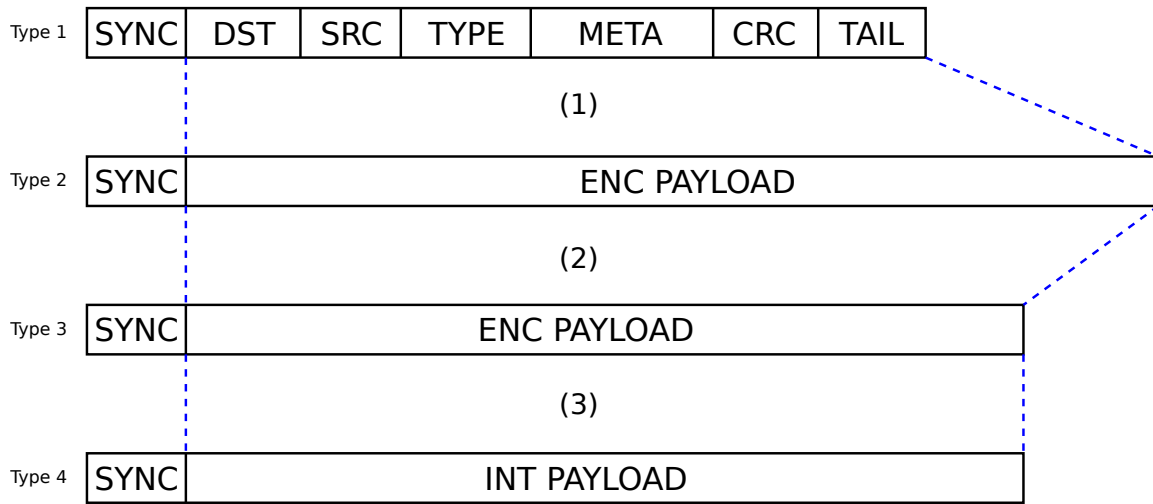 Type 1 SYNC DST SRC TYPE META CRC TAIL
(1)
Type 2 SYNC ENC PAYLOAD
(2)
Type 3 SYNC ENC PAYLOAD
(3)
Type 4 SYNC INT PAYLOAD